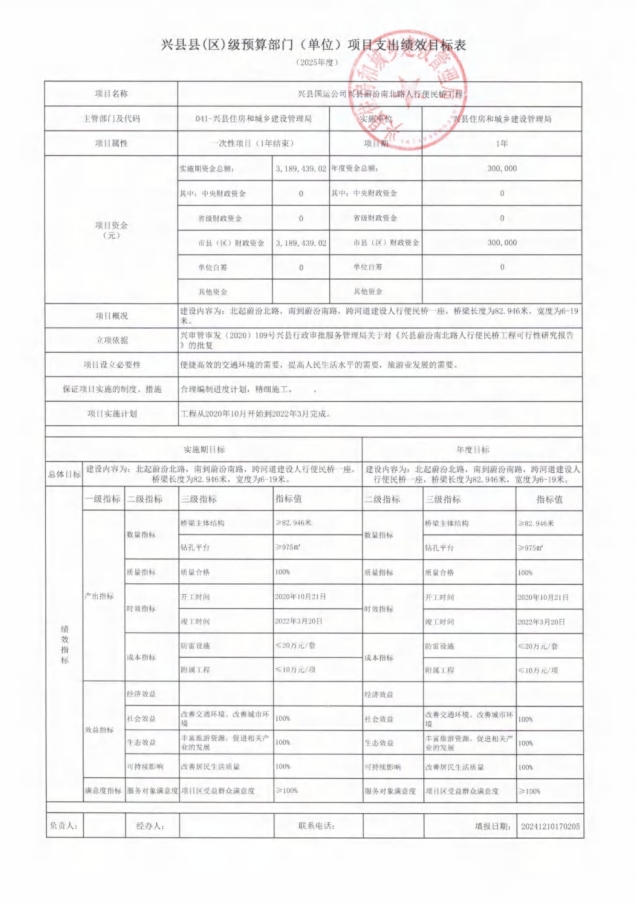 兴县县(区)级预算部门（单位）项目支出绩效目标表
（2025年度）
项目名称 兴县国运公司兴县蔚汾南北路人行便民桥工程
主管部门及代码 041-兴县住房和城乡建设管理局 实施单位 兴县住房和城乡建设管理局
项目属性 一次性项目（1年结束） 项目期 1年
项目资金
（元）
实施期资金总额: 3,189,439.02 年度资金总额: 300,000
其中: 中央财政资金 0 其中: 中央财政资金 0
省级财政资金 0 省级财政资金 0
市县（区）财政资金 3,189,439.02 市县（区）财政资金 300,000
单位自筹 0 单位自筹 0
其他资金 其他资金
项目概况 建设内容为: 北起蔚汾北路，南到蔚汾南路，跨河道建设人行便民桥一座，桥梁长度为82.946米，宽度为6-19
米。
立项依据 兴审管审发（2020）109号兴县行政审批服务管理局关于对《兴县蔚汾南北路人行便民桥工程可行性研究报告
》的批复
项目设立必要性 便捷高效的交通环境的需要，提高人民生活水平的需要，旅游业发展的需要。
保证项目实施的制度、措施 合理编制进度计划，精细施工。
项目实施计划 工程从2020年10月开始到2022年3月完成。
实施期目标 年度目标
总体目标 建设内容为: 北起蔚汾北路，南到蔚汾南路，跨河道建设人行便民桥一座，
桥梁长度为82.946米，宽度为6-19米。
建设内容为: 北起蔚汾北路，南到蔚汾南路，跨河道建设人
行便民桥一座，桥梁长度为82.946米，宽度为6-19米。
绩效指标
一级指标 二级指标 三级指标 指标值 二级指标 三级指标 指标值
产出指标
数量指标 桥梁主体结构 ≥82.946米 数量指标 桥梁主体结构 ≥82.946米
钻孔平台 ≥975㎡ 钻孔平台 ≥975㎡
质量指标 质量合格 100% 质量指标 质量合格 100%
时效指标 开工时间 2020年10月21日 时效指标 开工时间 2020年10月21日
竣工时间 2022年3月20日 竣工时间 2022年3月20日
成本指标 防雷设施 ≤20万元/套 成本指标 防雷设施 ≤20万元/套
附属工程 ≤10万元/项 附属工程 ≤10万元/项
效益指标
经济效益 经济效益
社会效益 改善交通环境、改善城市环
境 100% 社会效益 改善交通环境、改善城市环
境 100%
生态效益 丰富旅游资源，促进相关产
业的发展 100% 生态效益 丰富旅游资源，促进相关产
业的发展 100%
可持续影响 改善居民生活质量 100% 可持续影响 改善居民生活质量 100%
满意度指标 服务对象满意度 项目区受益群众满意度 ≥100% 服务对象满意度 项目区受益群众满意度 ≥100%
负责人: 经办人: 联系电话: 填报日期: 20241210170205